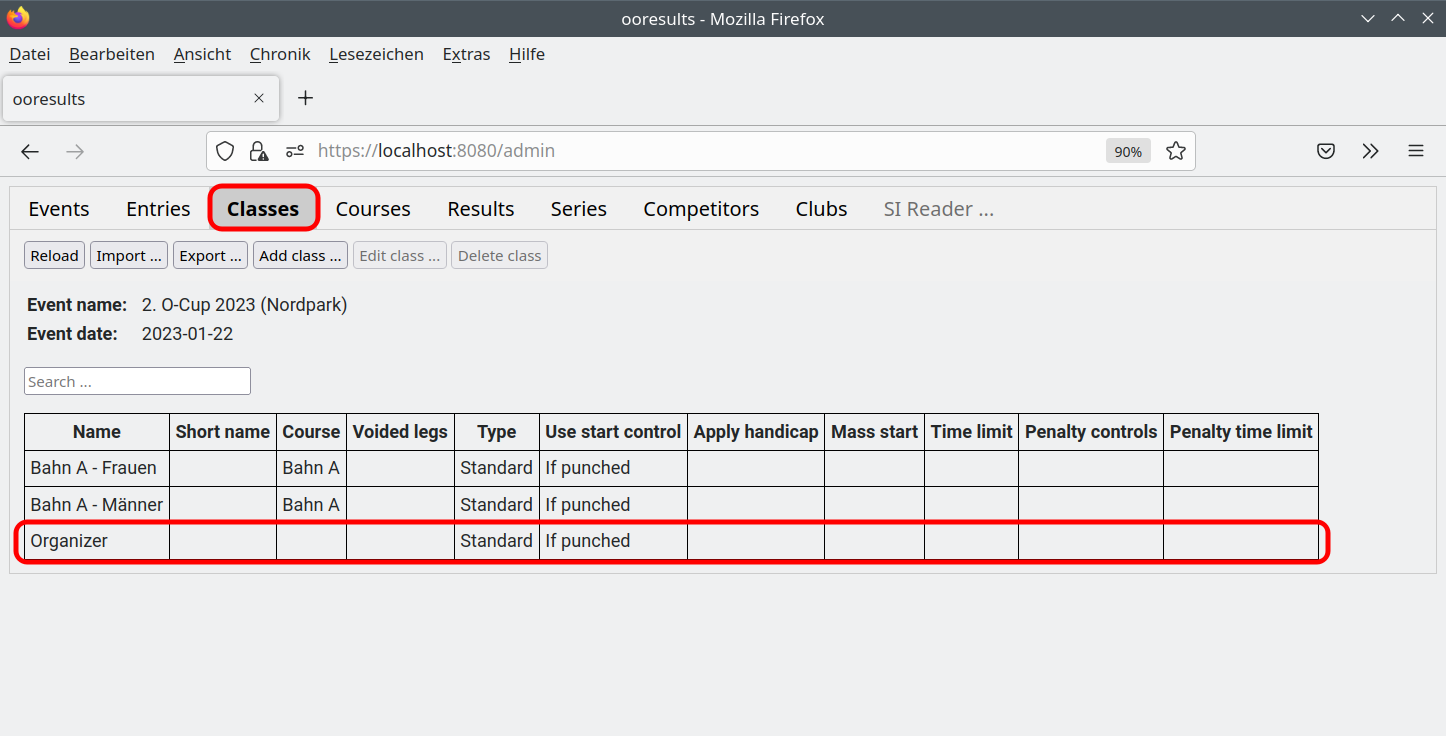 ooresults - Mozilla Firefox
Datei Bearbeiten Ansicht Chronik Lesezeichen Extras Hilfe
ooresults
https://localhost:8080/admin 90%
Events Entries Classes Courses Results Series Competitors Clubs SI Reader ...
Reload Import ... Export ... Add class ... Edit class ... Delete class
Event name: 2. O-Cup 2023 (Nordpark)
Event date: 2023-01-22
Search ...
Name Short name Course Voided legs Type Use start control Apply handicap Mass start Time limit Penalty controls Penalty time limit
Bahn A - Frauen Bahn A Standard If punched
Bahn A - Männer Bahn A Standard If punched
Organizer Standard If punched